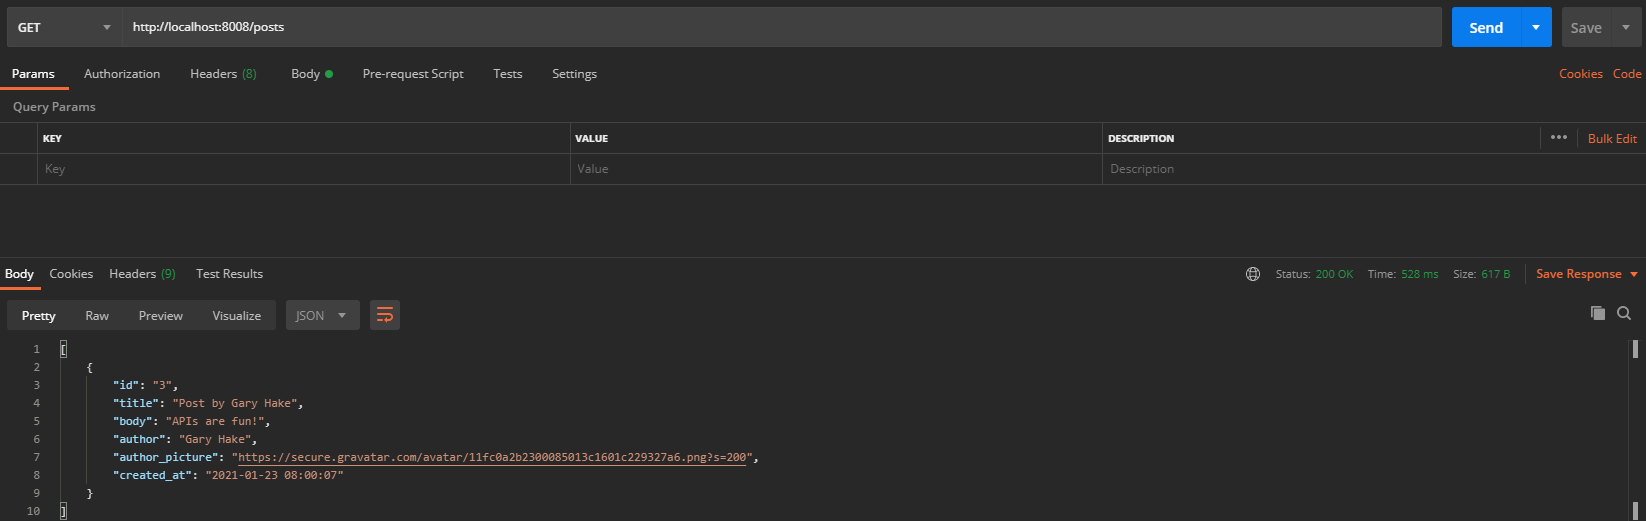 GET http://localhost:8008/posts Send Save
Params Authorization Headers (8) Body Pre-request Script Tests Settings Cookies Code
Query Params
KEY VALUE DESCRIPTION ••• Bulk Edit
Key Value Description
Body Cookies Headers (9) Test Results Status: 200 OK Time: 528 ms Size: 617 B Save Response
Pretty Raw Preview Visualize JSON
1 [
2 {
3 "id": "3",
4 "title": "Post by Gary Hake",
5 "body": "APIs are fun!",
6 "author": "Gary Hake",
7 "author_picture": "https://secure.gravatar.com/avatar/11fc0a2b2300085013c1601c229327a6.png?s=200",
8 "created_at": "2021-01-23 08:00:07"
9 }
10 ]